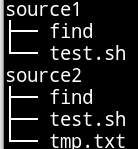 source1
├── find
└── test.sh
source2
├── find
├── test.sh
└── tmp.txt